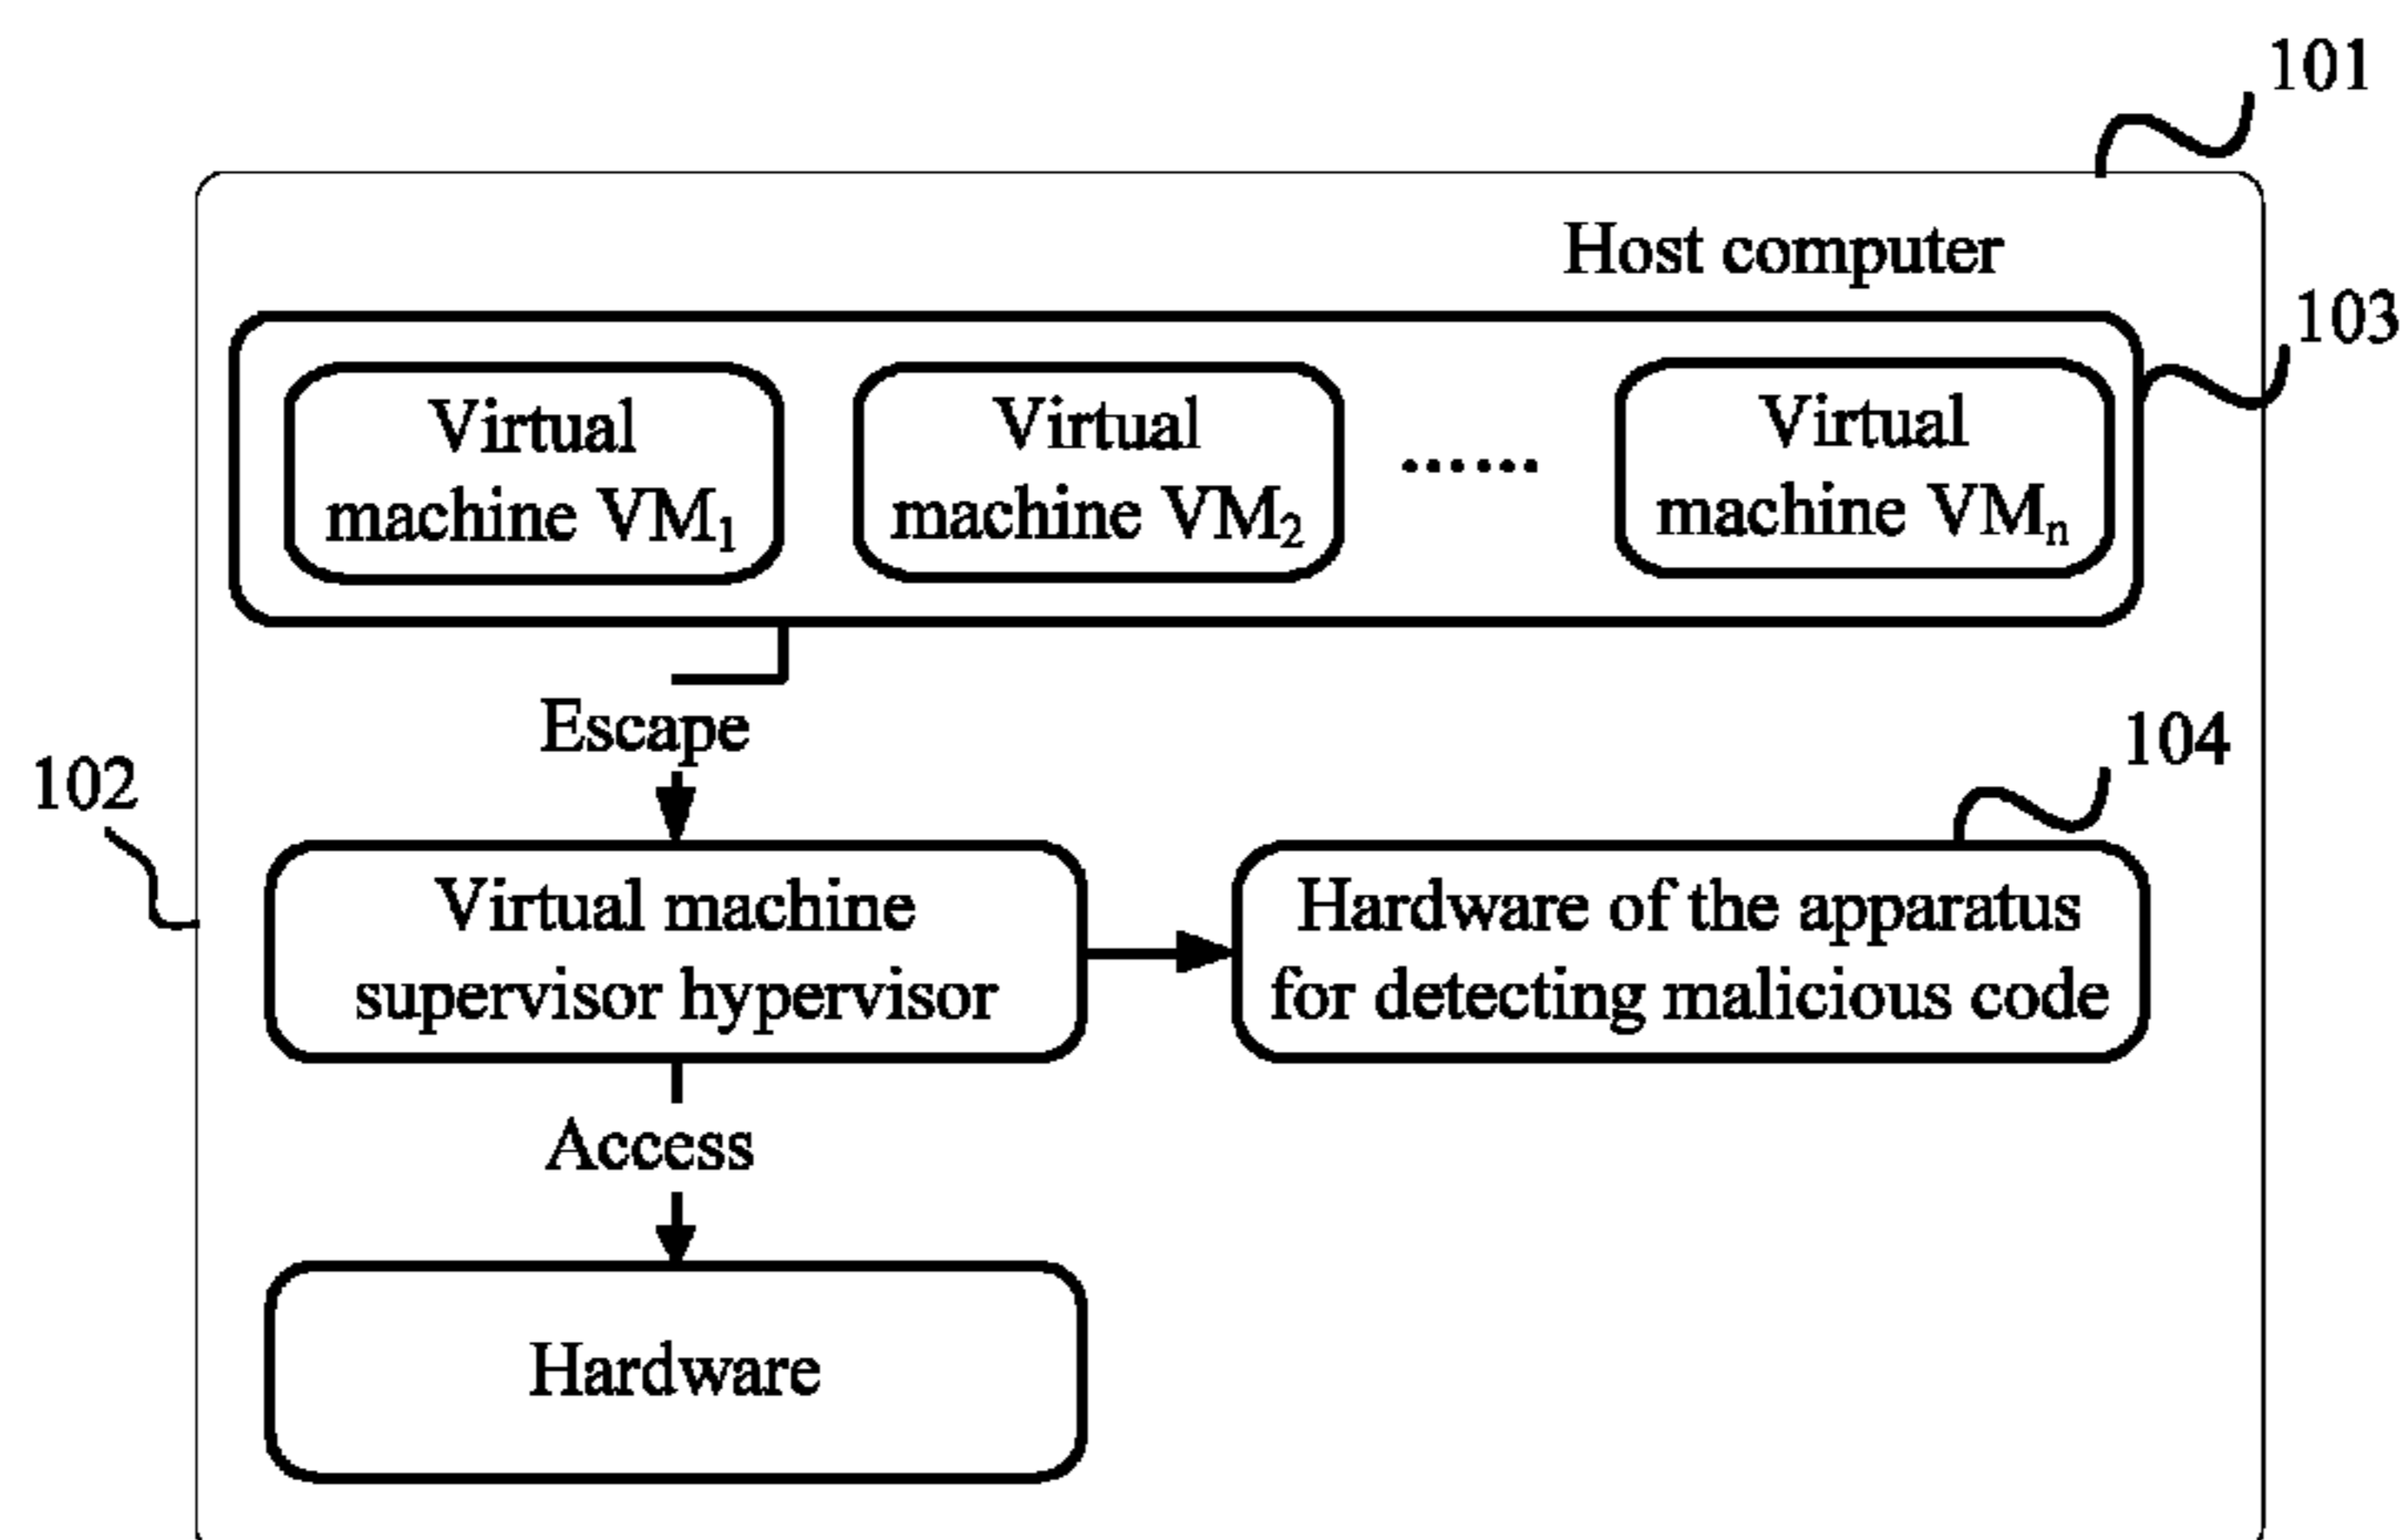 101
Host computer
103
Virtual
machine VM₁
Virtual
machine VM₂
......
Virtual
machine VMₙ
Escape
102
104
Virtual machine
supervisor hypervisor
Hardware of the apparatus
for detecting malicious code
Access
Hardware